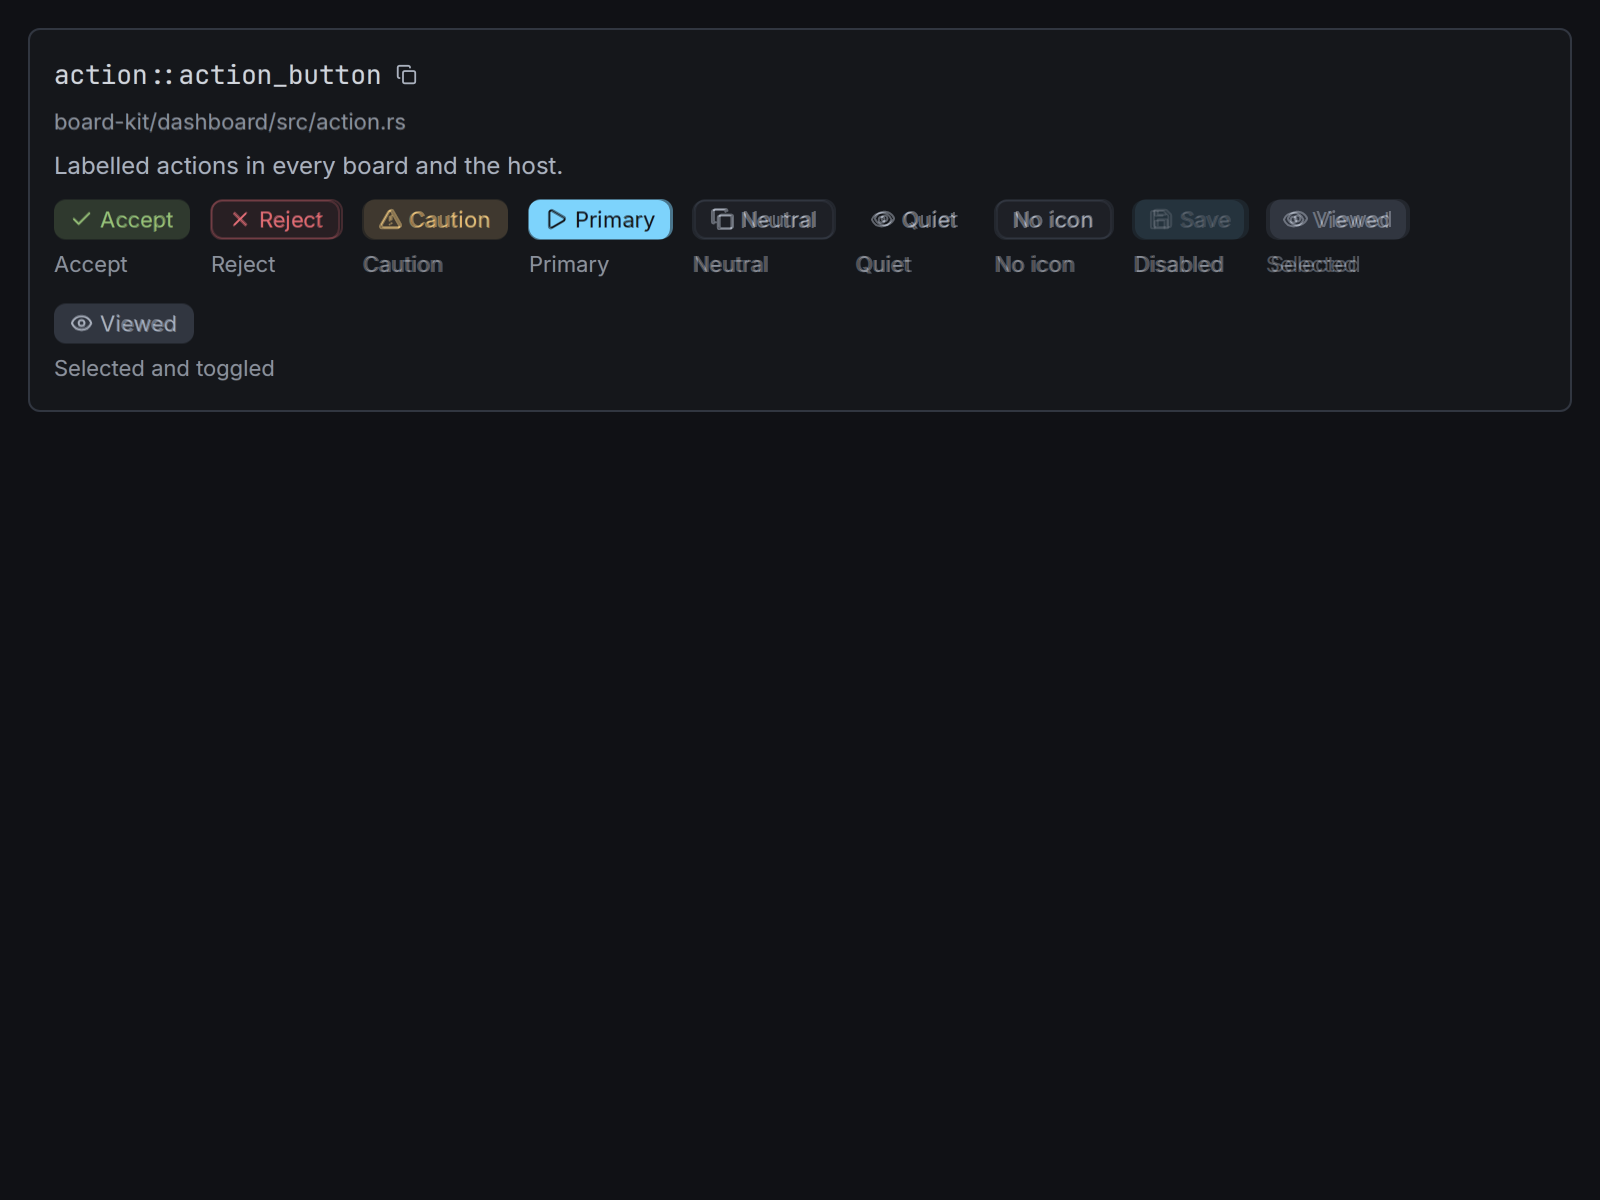 action::action_button
board-kit/dashboard/src/action.rs
Labelled actions in every board and the host.
Accept Reject Caution Primary Neutral Quiet No icon Save Viewed
Accept Reject Caution Primary Neutral Quiet No icon Disabled Selected
Viewed
Selected and toggled